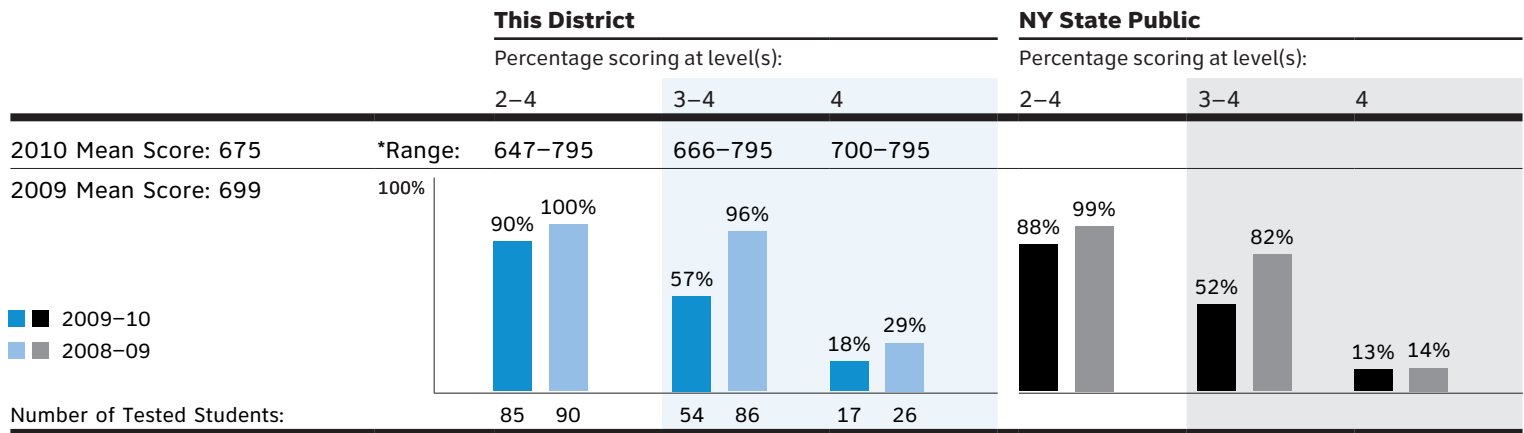 This District NY State Public
Percentage scoring at level(s): Percentage scoring at level(s):
2–4 3–4 4 2–4 3–4 4
2010 Mean Score: 675 *Range: 647–795 666–795 700–795
2009 Mean Score: 699 100%
90% 100% 57% 96% 18% 29% 88% 99% 52% 82% 13% 14%
2009–10
2008–09
Number of Tested Students: 85 90 54 86 17 26